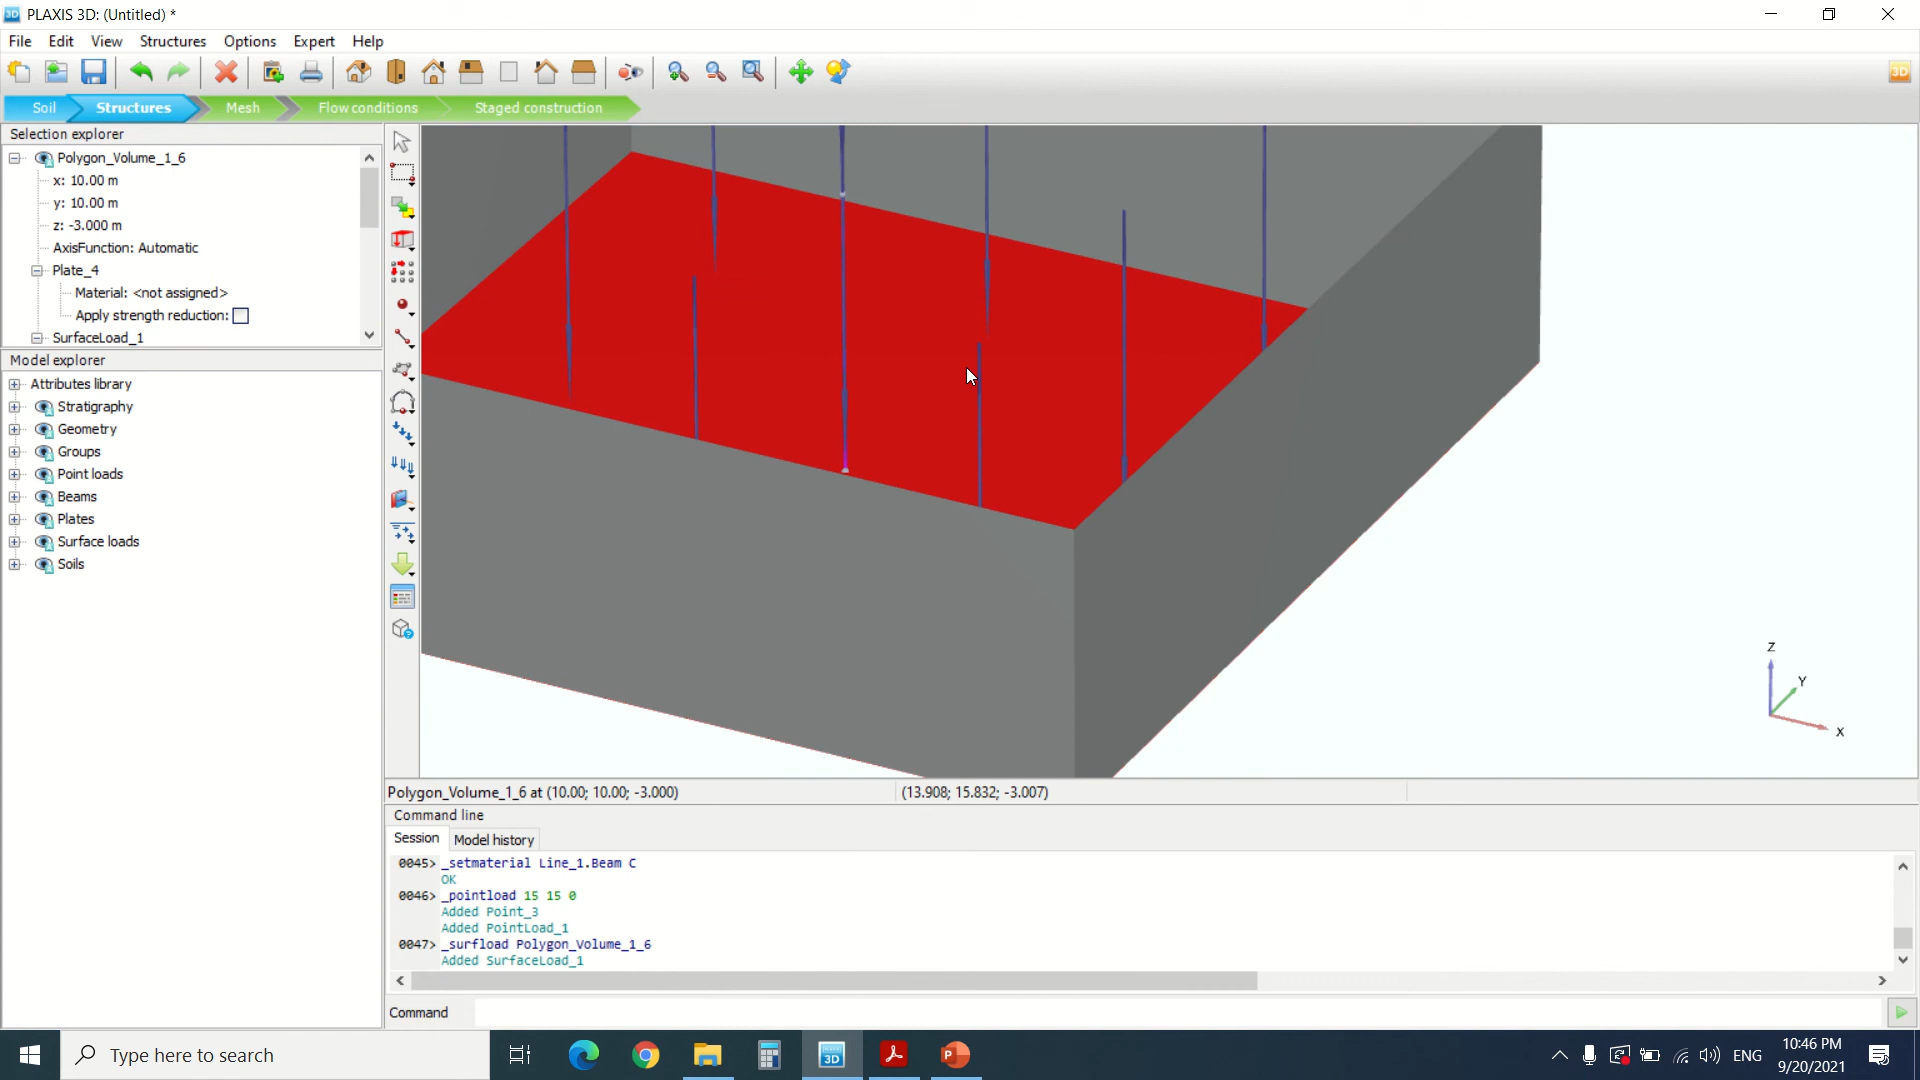 PLAXIS 3D: (Untitled) *
File Edit View Structures Options Expert Help
3D
Soil Structures Mesh Flow conditions Staged construction
Selection explorer
Polygon_Volume_1_6
x: 10.00 m
y: 10.00 m
z: -3.000 m
AxisFunction: Automatic
Plate_4
Material: <not assigned>
Apply strength reduction:
SurfaceLoad_1
Model explorer
Attributes library
Stratigraphy
Geometry
Groups
Point loads
Beams
Plates
Surface loads
Soils
Z
Y
X
Polygon_Volume_1_6 at (10.00; 10.00; -3.000) (13.908; 15.832; -3.007)
Command line
Session Model history
0045> _setmaterial Line_1.Beam C
OK
0046> _pointload 15 15 0
Added Point_3
Added PointLoad_1
0047> _surfload Polygon_Volume_1_6
Added SurfaceLoad_1
Command
Type here to search
ENG
10:46 PM
9/20/2021